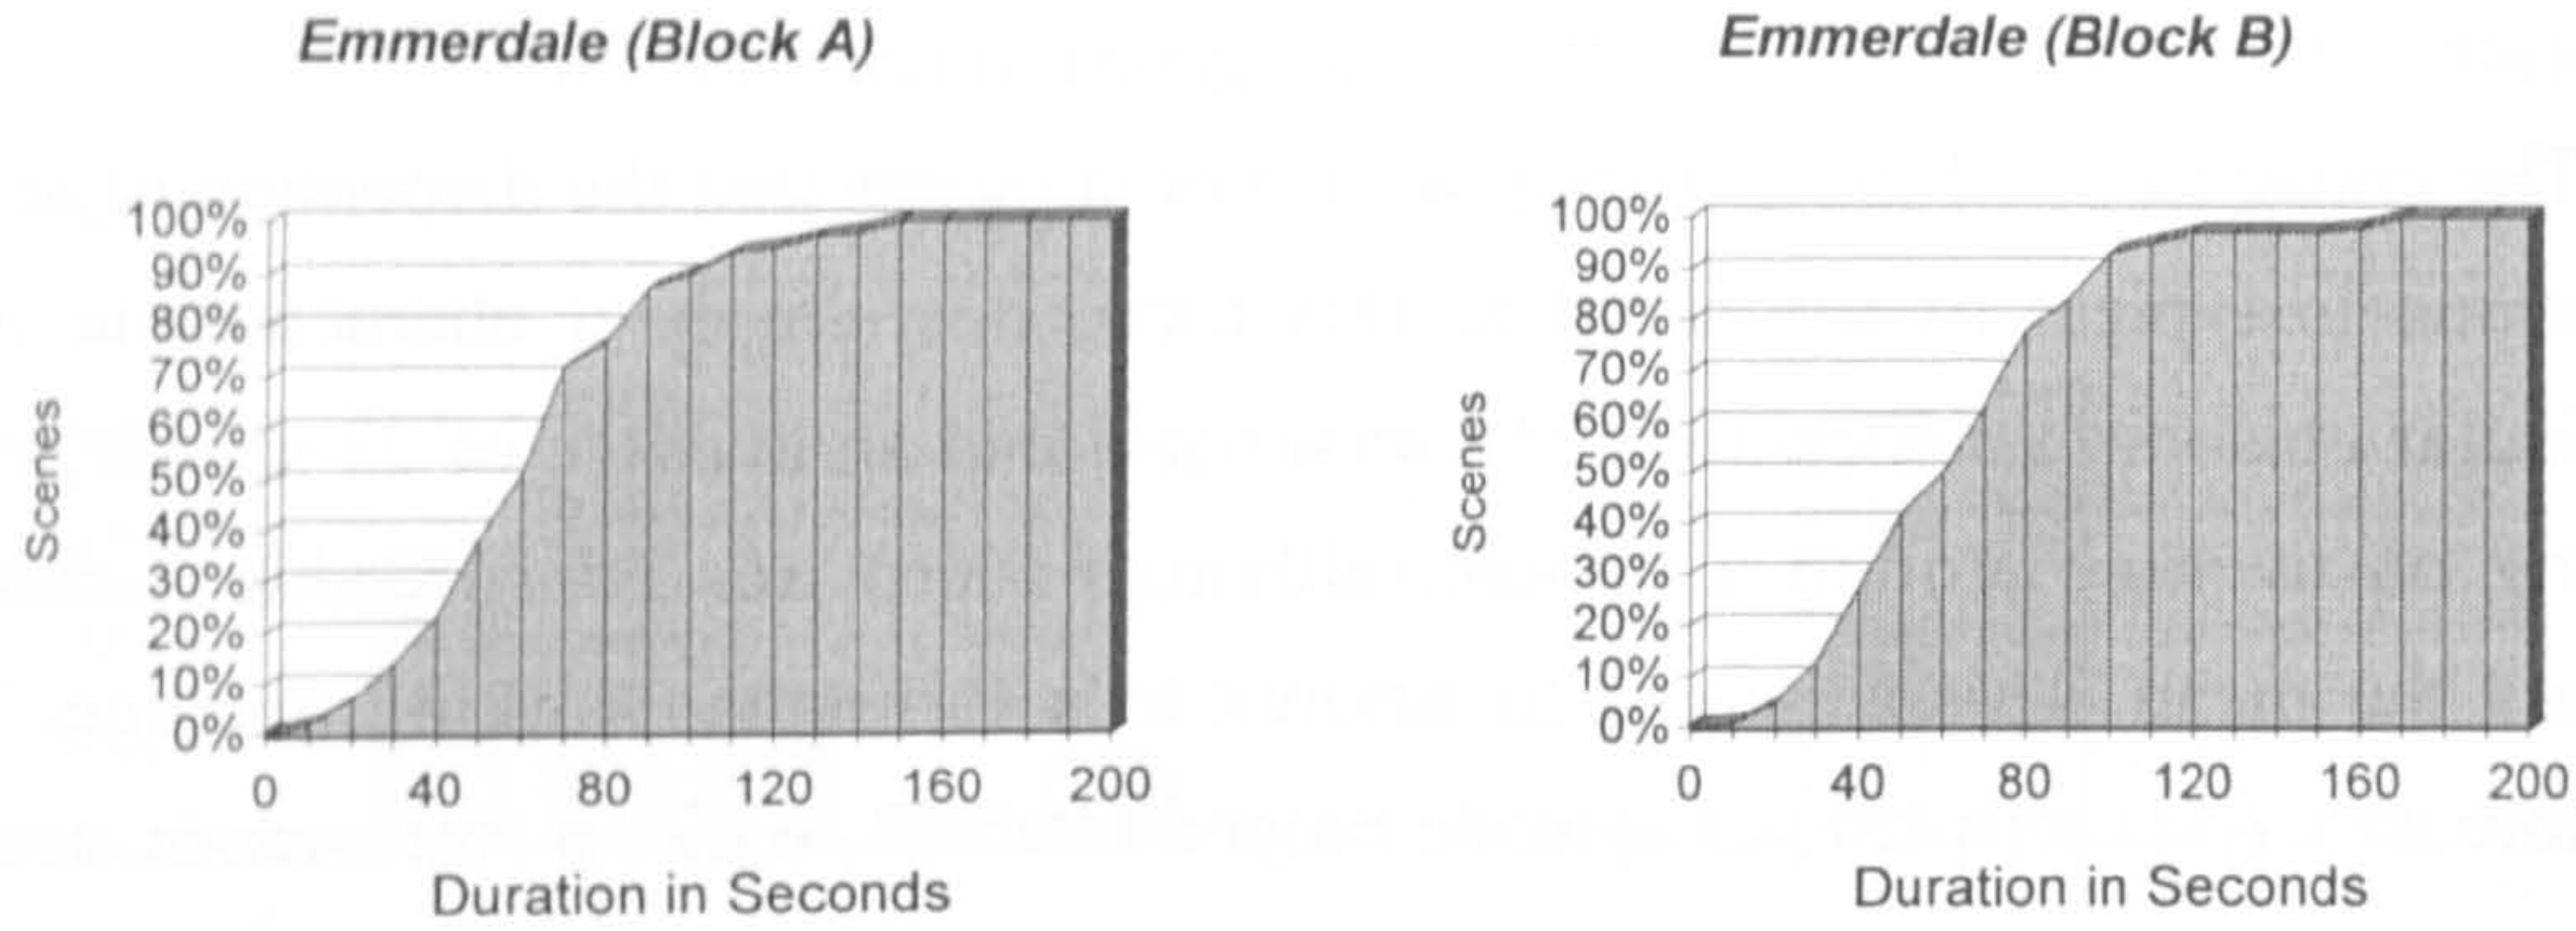 Emmerdale (Block A)
100%
90%
80%
70%
60%
50%
40%
30%
20%
10%
0%
Scenes
0 40 80 120 160 200
Duration in Seconds
Emmerdale (Block B)
100%
90%
80%
70%
60%
50%
40%
30%
20%
10%
0%
Scenes
0 40 80 120 160 200
Duration in Seconds